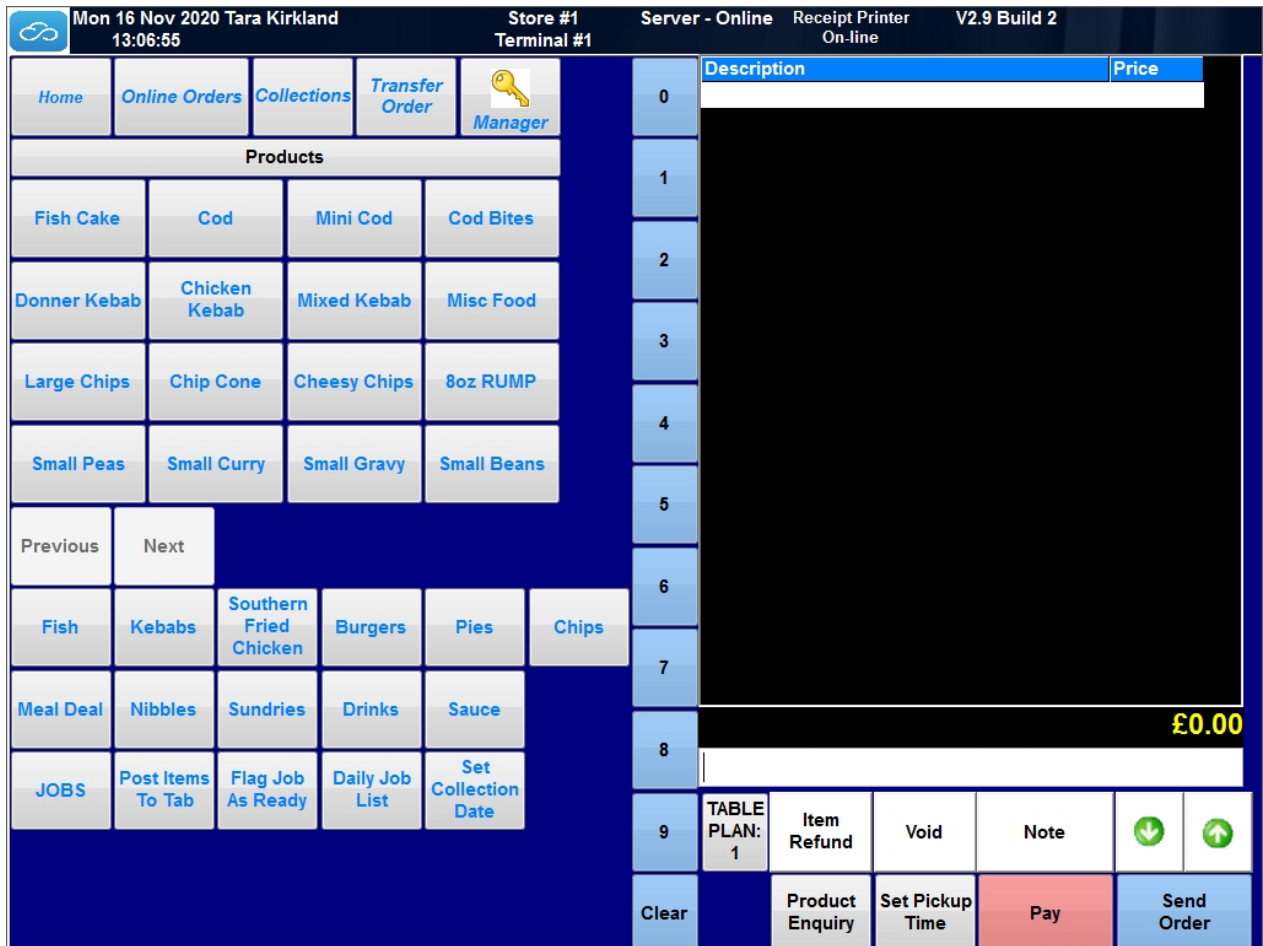 Mon 16 Nov 2020 Tara Kirkland
13:06:55
Store #1
Terminal #1
Server - Online
Receipt Printer
On-line
V2.9 Build 2
Home
Online Orders
Collections
Transfer
Order
Manager
Products
Fish Cake
Cod
Mini Cod
Cod Bites
Donner Kebab
Chicken
Kebab
Mixed Kebab
Misc Food
Large Chips
Chip Cone
Cheesy Chips
8oz RUMP
Small Peas
Small Curry
Small Gravy
Small Beans
Previous
Next
Fish
Kebabs
Southern
Fried
Chicken
Burgers
Pies
Chips
Meal Deal
Nibbles
Sundries
Drinks
Sauce
JOBS
Post Items
To Tab
Flag Job
As Ready
Daily Job
List
Set
Collection
Date
0
1
2
3
4
5
6
7
8
9
Clear
Description
Price
£0.00
TABLE
PLAN:
1
Item
Refund
Void
Note
Product
Enquiry
Set Pickup
Time
Pay
Send
Order